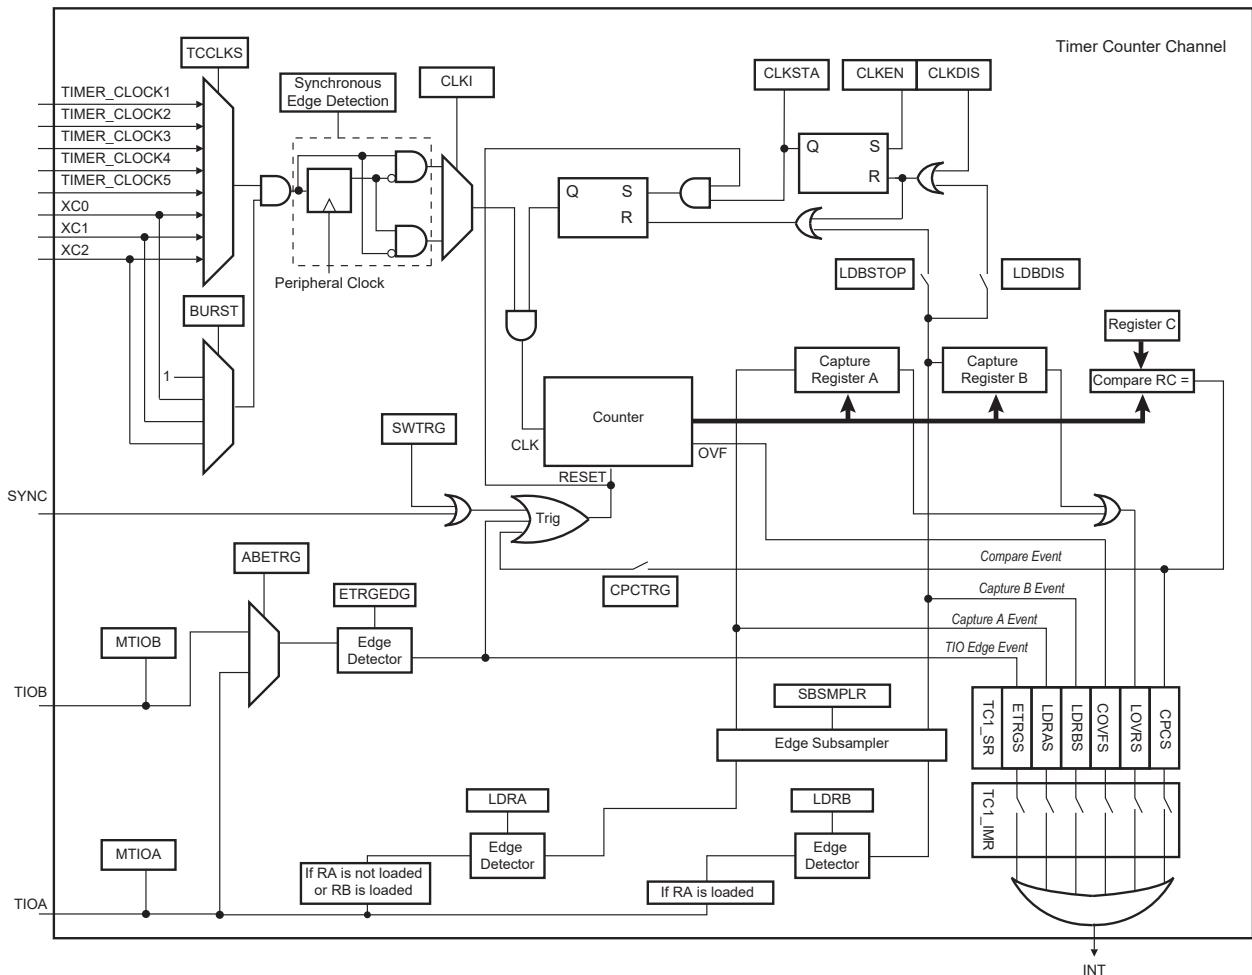 Timer Counter Channel
TCCLKS
TIMER_CLOCK1
TIMER_CLOCK2
TIMER_CLOCK3
TIMER_CLOCK4
TIMER_CLOCK5
XC0
XC1
XC2
Synchronous
Edge Detection
CLKI
CLKSTA
CLKEN
CLKDIS
Q
S
R
Q
S
R
Peripheral Clock
LDBSTOP
LDBDIS
BURST
1
Register C
Capture
Register A
Capture
Register B
Compare RC =
Counter
CLK
OVF
RESET
SWTRG
SYNC
Trig
Compare Event
CPCTRG
ABETRG
ETRGEDG
Capture B Event
Capture A Event
MTIOB
Edge
Detector
TIO Edge Event
TIOB
SBSMPLR
Edge Subsampler
TC1_SR
ETRGS
LDRAS
LDRBS
COVFS
LOVRS
CPCS
TC1_IMR
LDRA
LDRB
Edge
Detector
Edge
Detector
MTIOA
If RA is not loaded
or RB is loaded
If RA is loaded
TIOA
INT